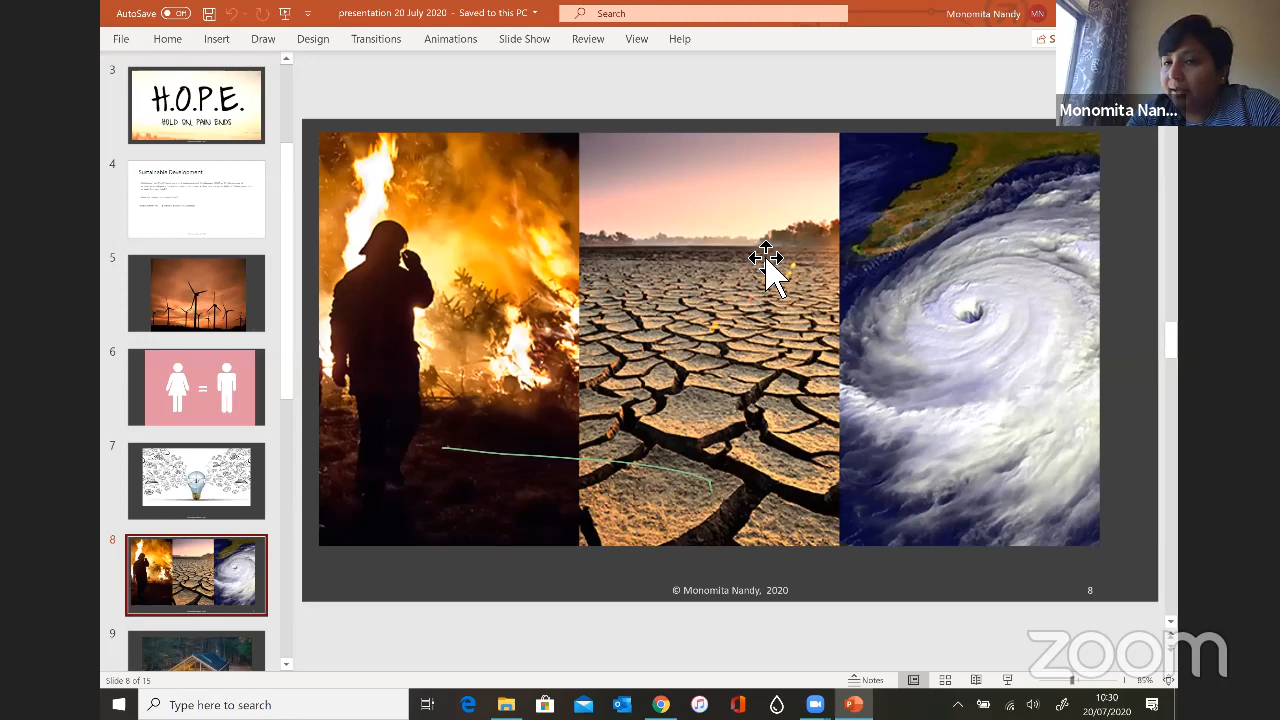 AutoSave Off
presentation 20 July 2020 - Saved to this PC
Search
Monomita Nandy
MN
File Home Insert Draw Design Transitions Animations Slide Show Review View Help
S
Monomita Nan...
3
H.O.P.E.
HOLD ON, PAIN ENDS
4
Sustainable Development
5
6
=
7
8
9
© Monomita Nandy, 2020
8
zoom
Slide 8 of 15
Notes
85%
Type here to search
10:30
20/07/2020